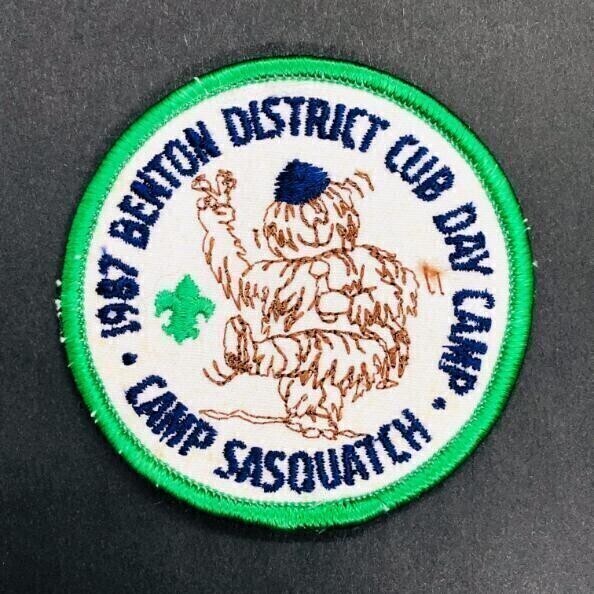 • 1987 BENTON DISTRICT CUB DAY CAMP •
CAMP SASQUATCH